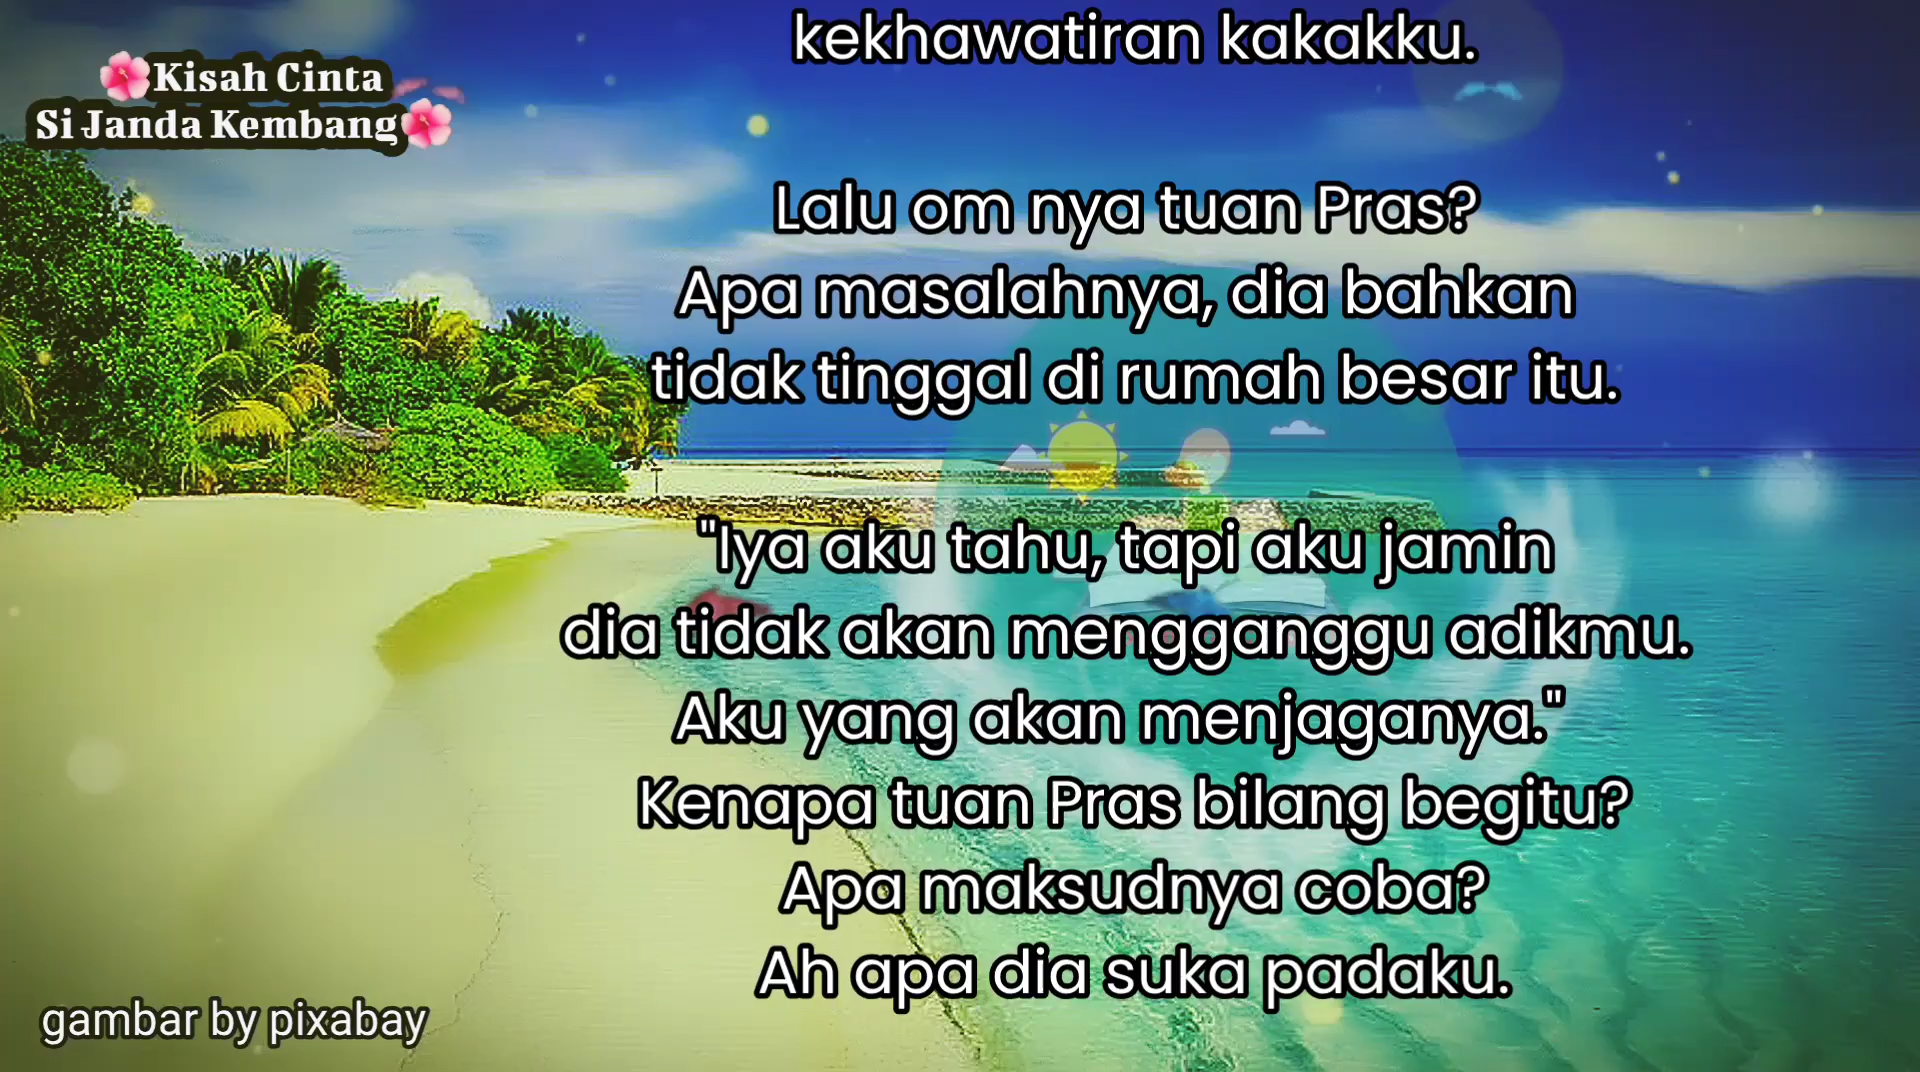 Kisah Cinta
Si Janda Kembang
kekhawatiran kakakku.
Lalu om nya tuan Pras?
Apa masalahnya, dia bahkan
tidak tinggal di rumah besar itu.
"Iya aku tahu, tapi aku jamin
dia tidak akan mengganggu adikmu.
Aku yang akan menjaganya."
Kenapa tuan Pras bilang begitu?
Apa maksudnya coba?
Ah apa dia suka padaku.
gambar by pixabay